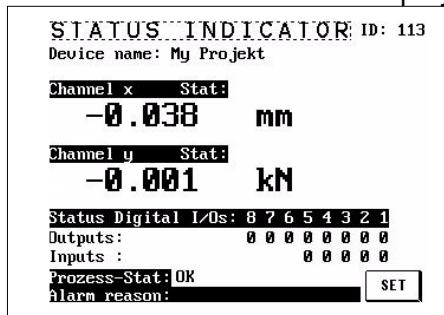 STATUS INDICATOR ID: 113
Device name: My Projekt
Channel x Stat:
-0.038 mm
Channel y Stat:
-0.001 kN
Status Digital I/Os: 8 7 6 5 4 3 2 1
Outputs: 0 0 0 0 0 0 0 0
Inputs : 0 0 0 0 0
Prozess-Stat: OK
SET
Alarm reason: